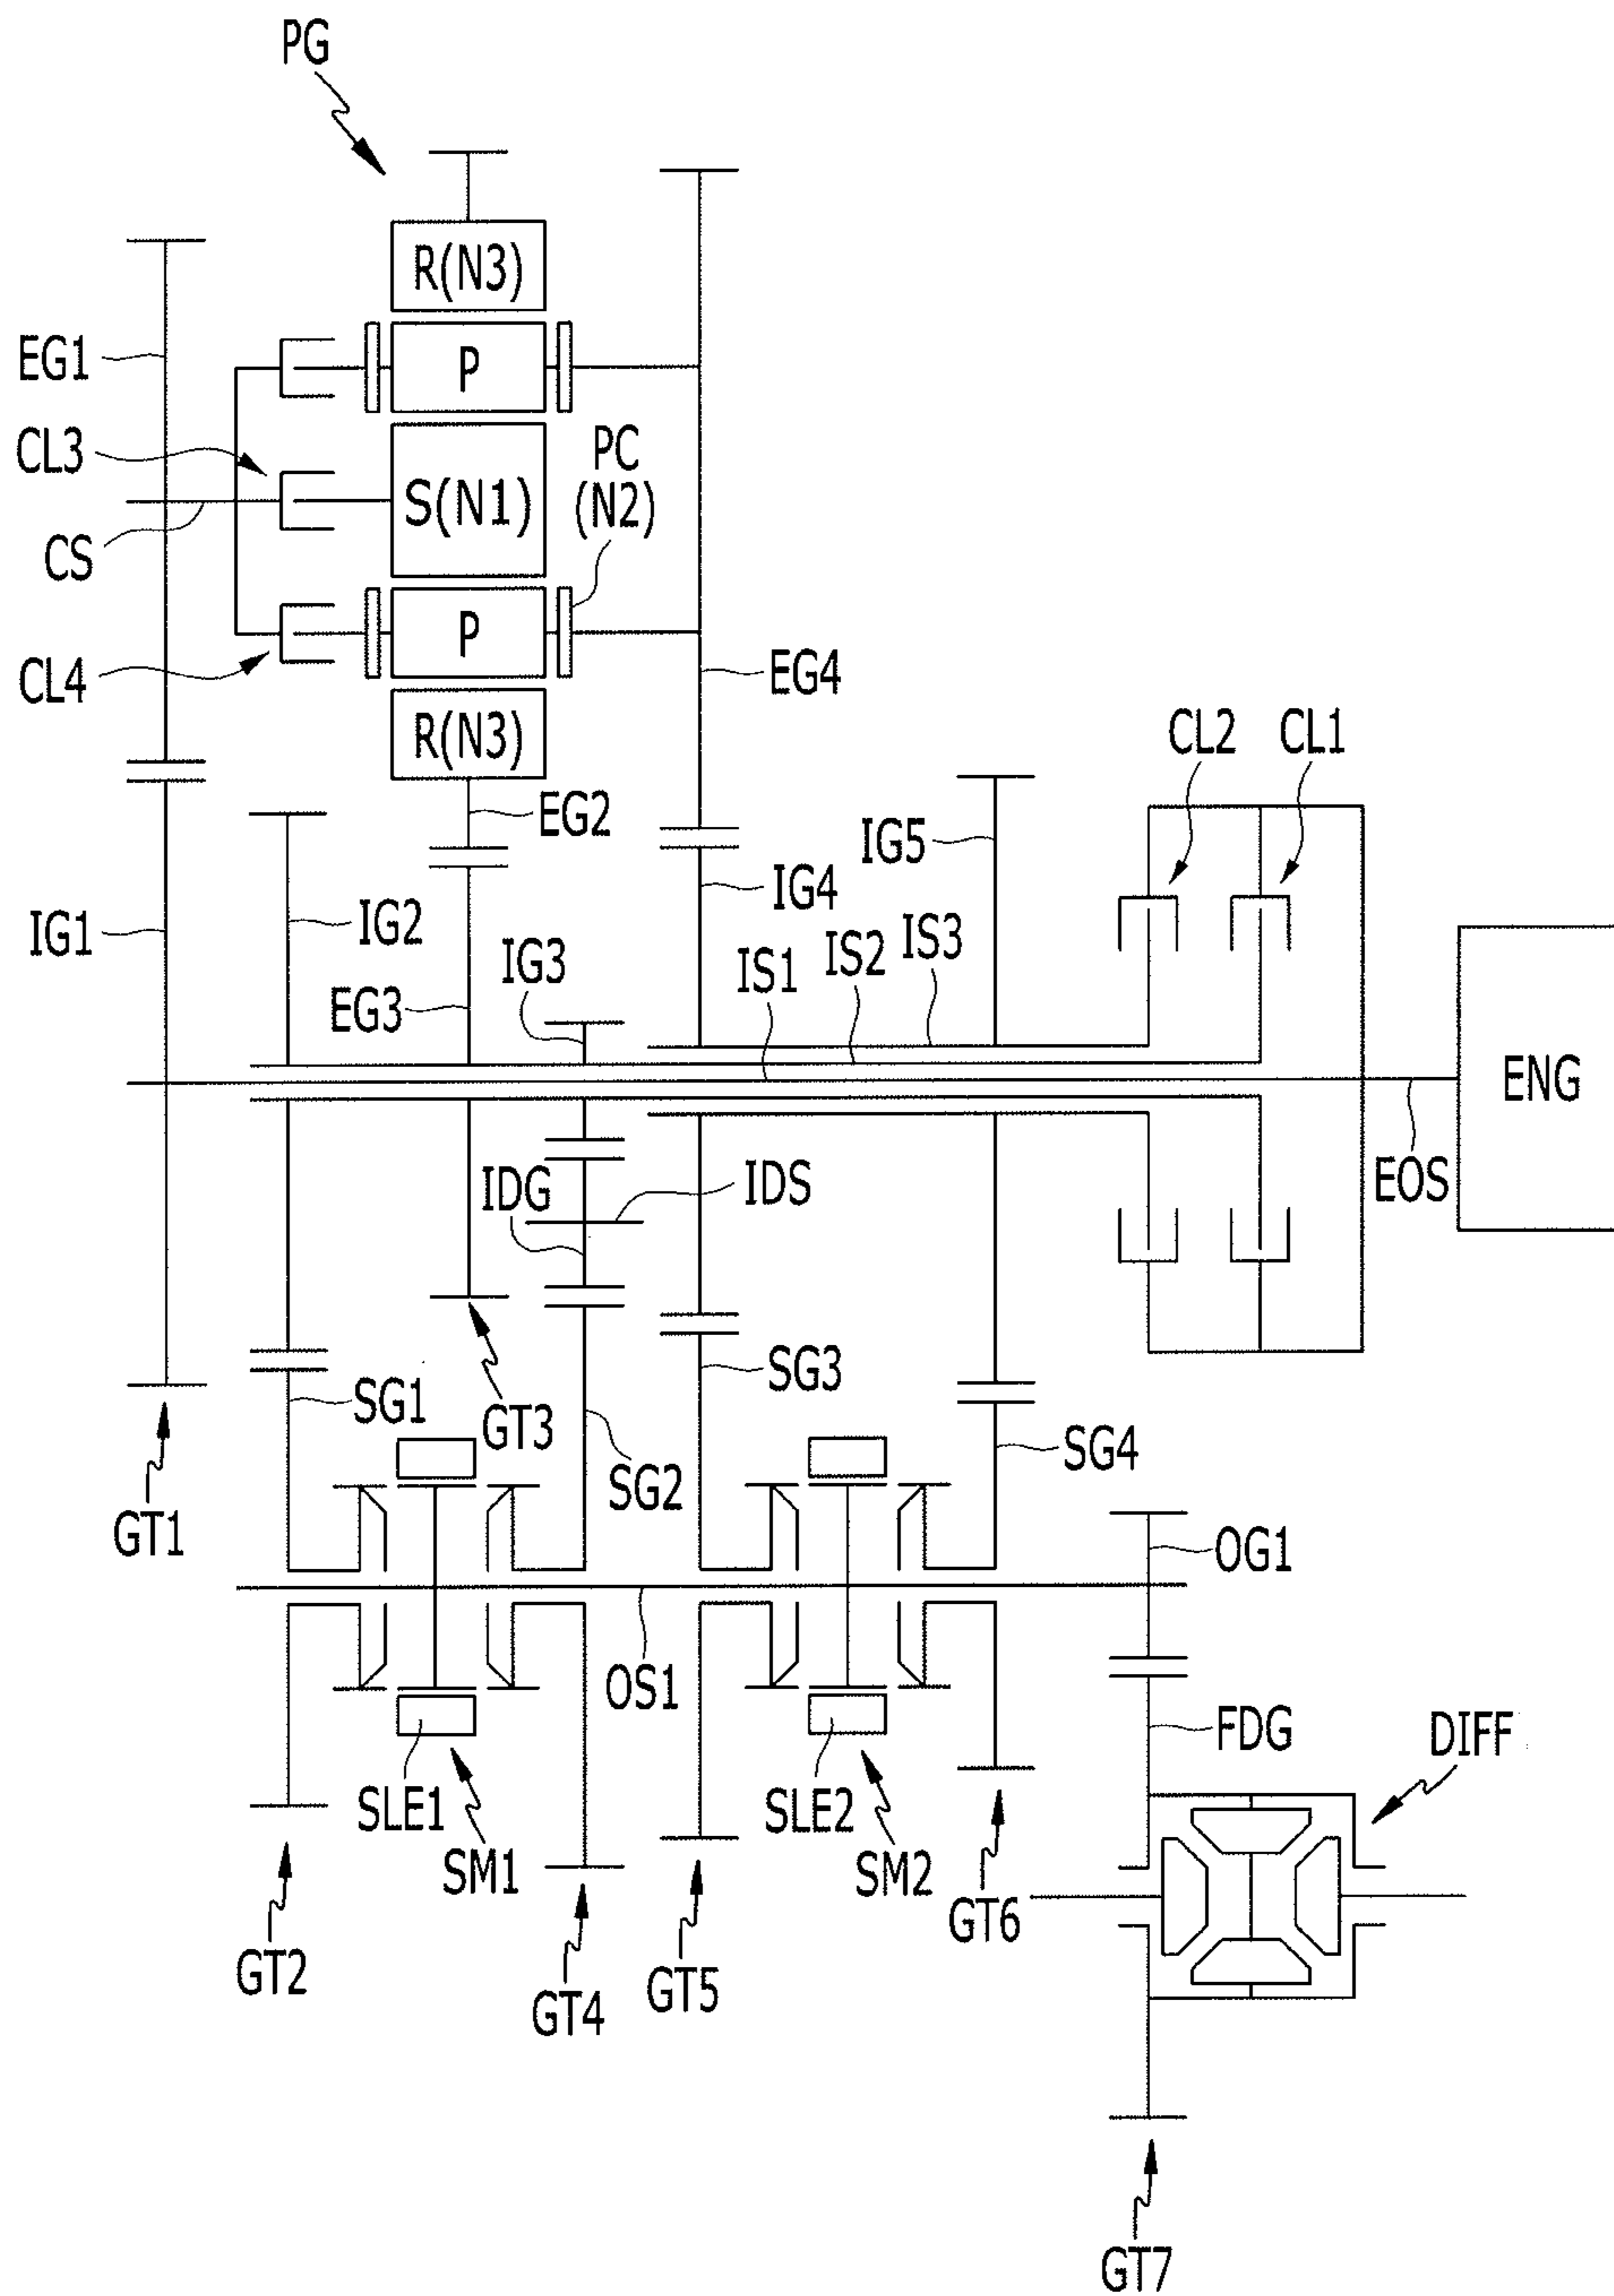 PG
R(N3)
EG1
P
CL3
PC
(N2)
S(N1)
CS
P
CL4
EG4
R(N3)
CL2
CL1
EG2
IG5
IG4
IG1
IG2
IG3
IS1
IS2
IS3
EG3
ENG
IDG
IDS
EOS
SG3
SG1
GT3
SG4
SG2
GT1
OG1
OS1
FDG
DIFF
SLE1
SLE2
SM1
SM2
GT6
GT2
GT5
GT4
GT7